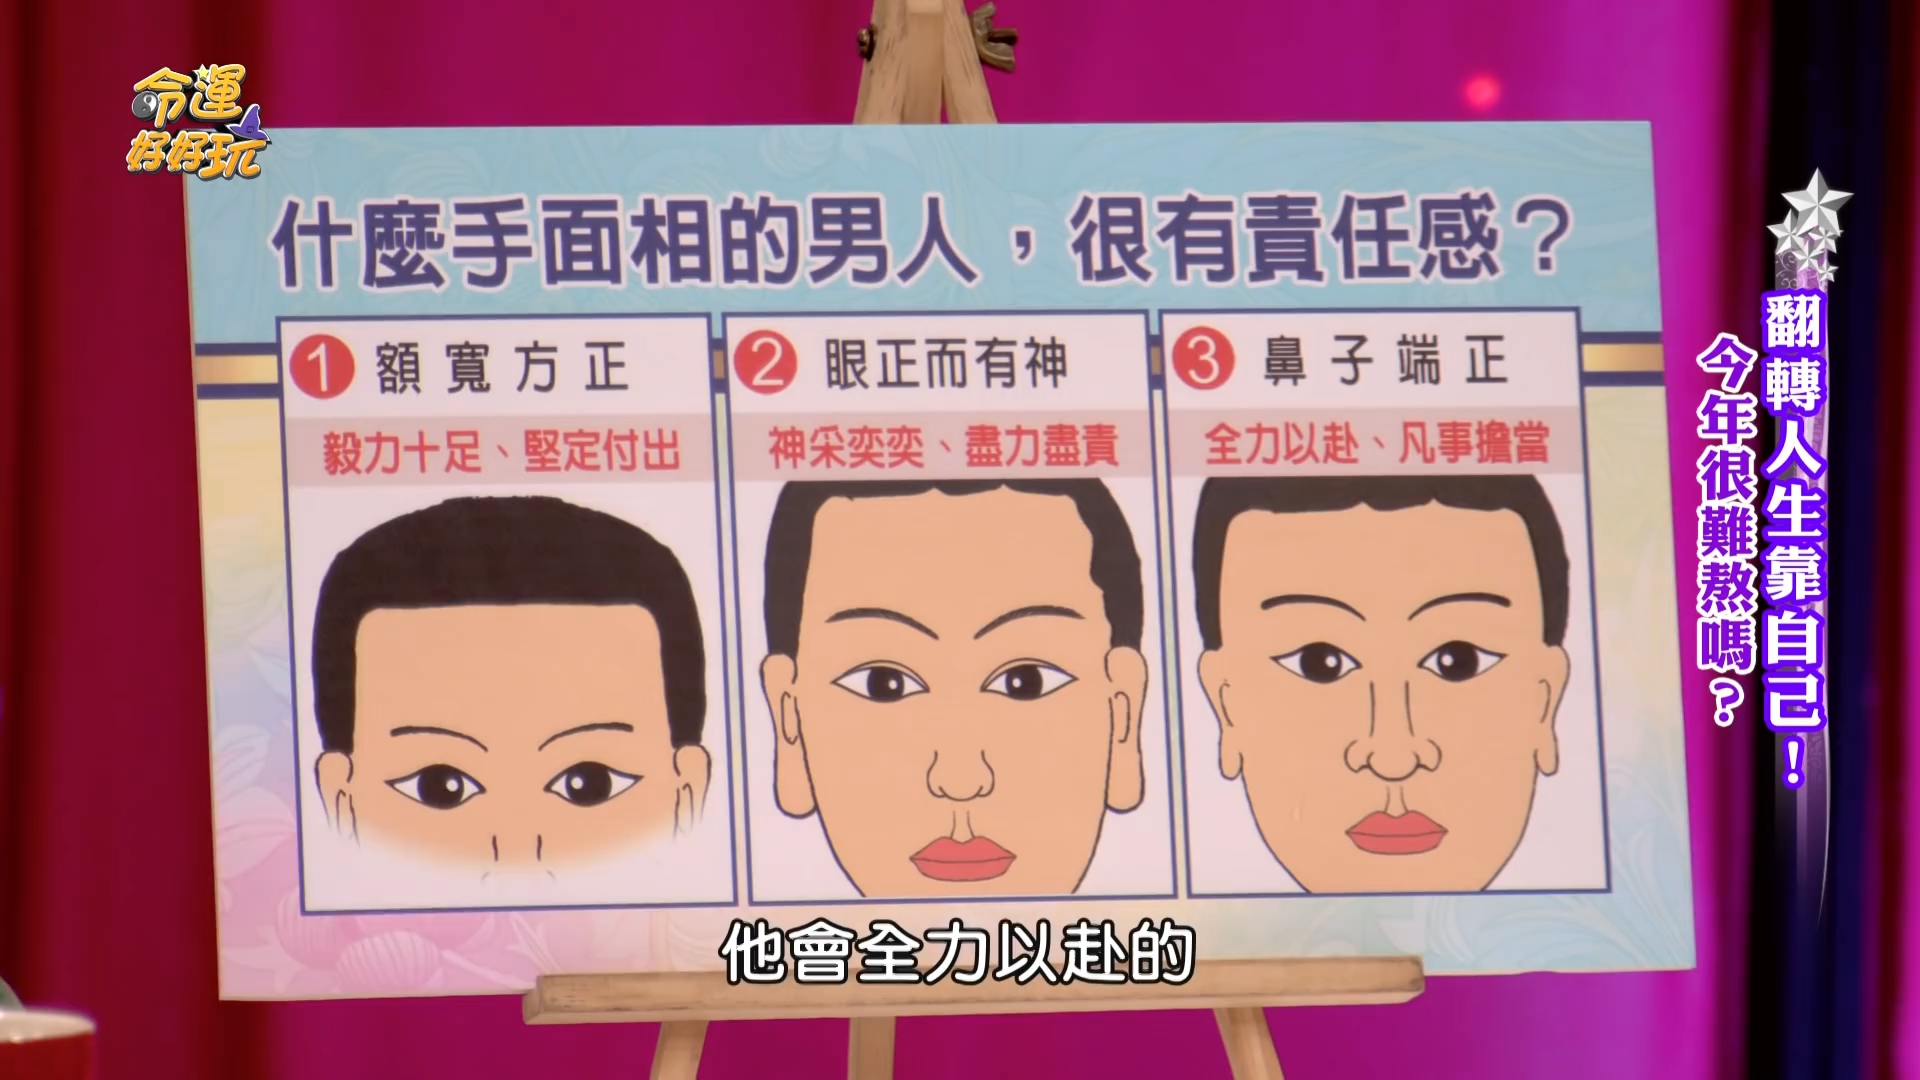 命運
好好玩
什麼手面相的男人，很有責任感？
1 額寬方正
毅力十足、堅定付出
2 眼正而有神
神采奕奕、盡力盡責
3 鼻子端正
全力以赴、凡事擔當
翻轉人生靠自己！
今年很難熬嗎？
他會全力以赴的